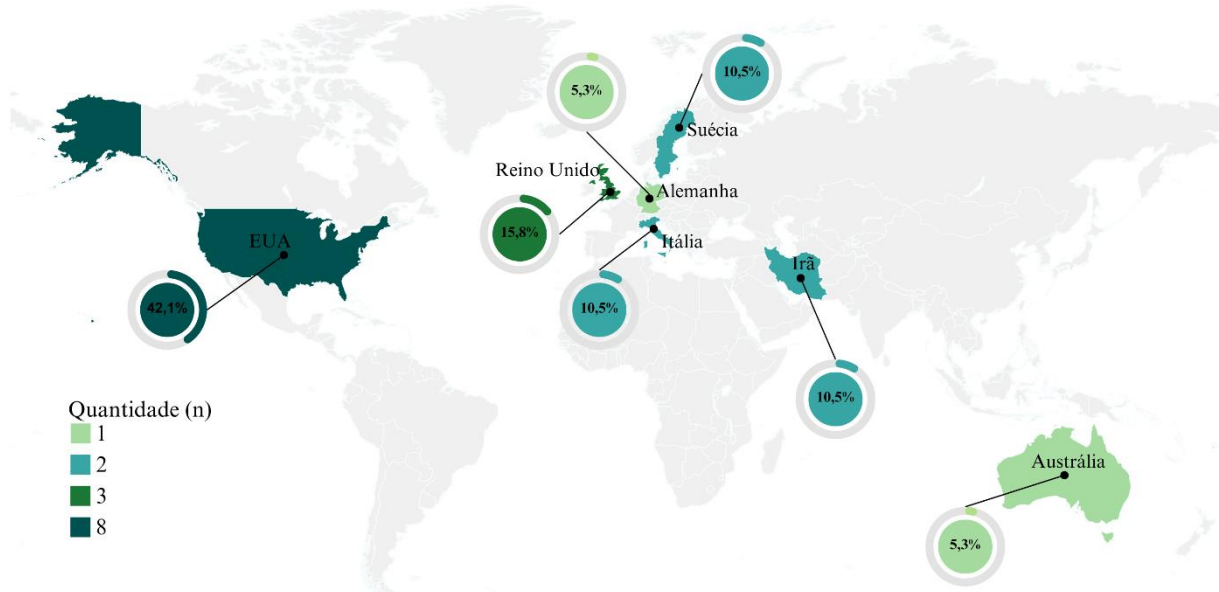 10,5%
5,3%
Suécia
Reino Unido
Alemanha
15,8%
Itália
EUA
Irã
42,1%
10,5%
10,5%
Quantidade (n)
1
2
3
8
Austrália
5,3%